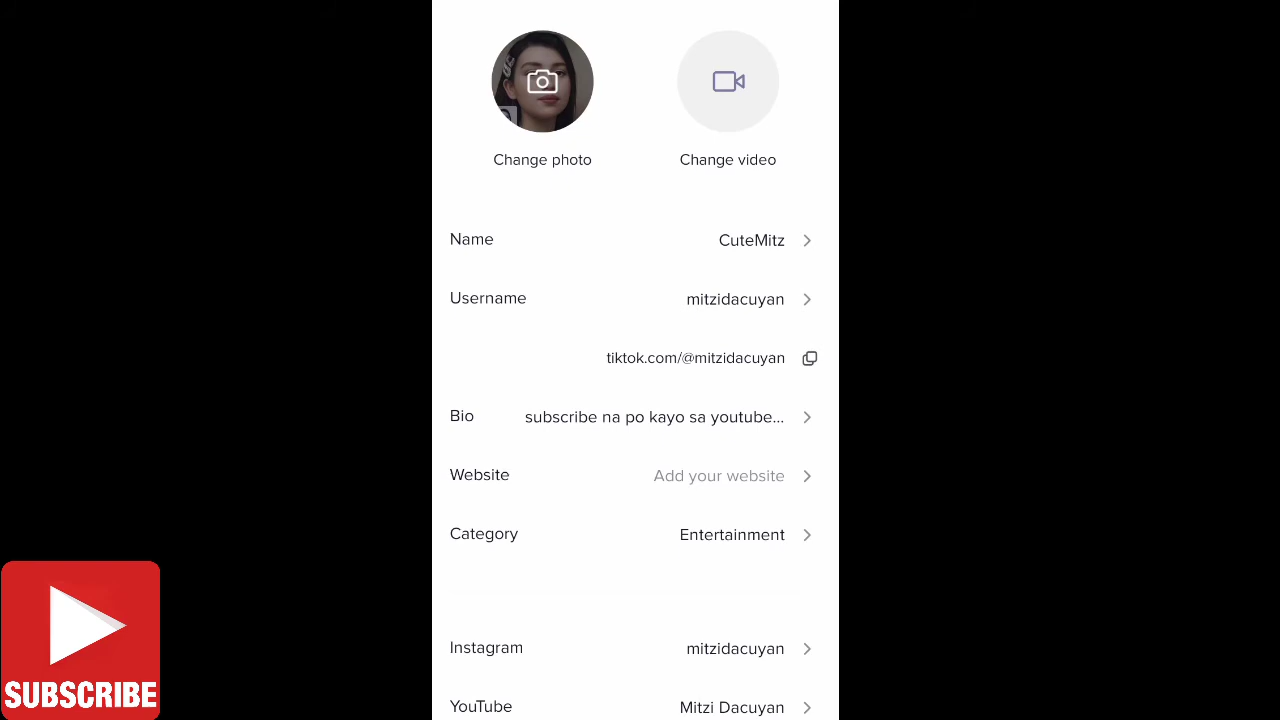 Change photo
Change video
Name CuteMitz
Username mitzidacuyan
tiktok.com/@mitzidacuyan
Bio subscribe na po kayo sa youtube...
Website Add your website
Category Entertainment
Instagram mitzidacuyan
YouTube Mitzi Dacuyan
SUBSCRIBE